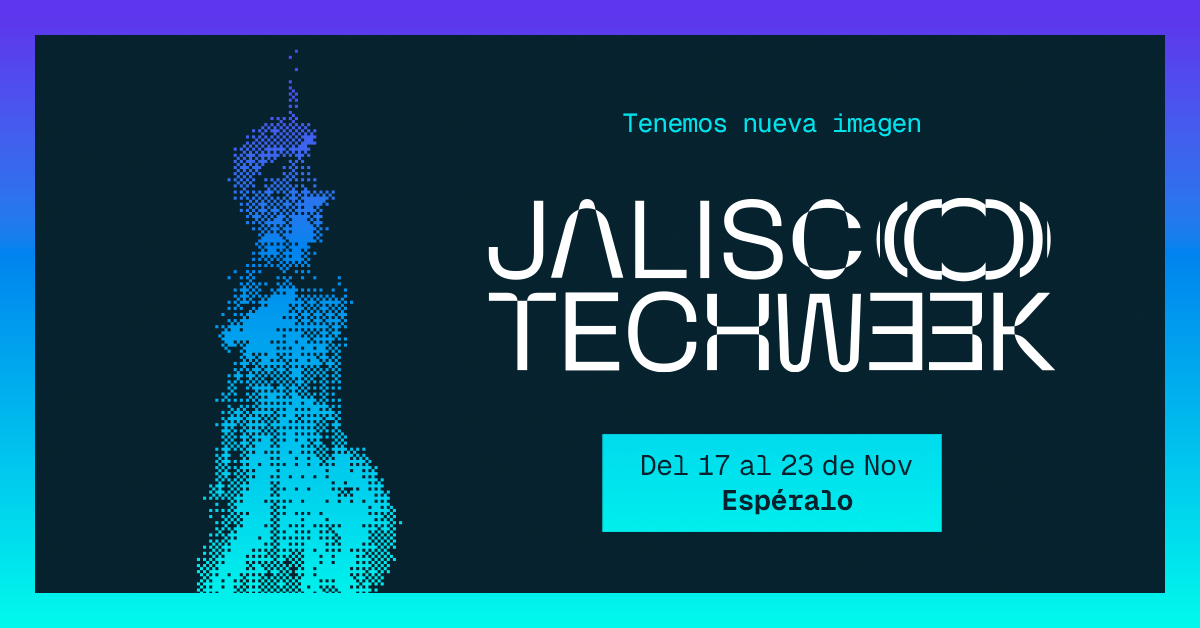 Tenemos nueva imagen
JALISCO
TECHWEEK
Del 17 al 23 de Nov
Espéralo